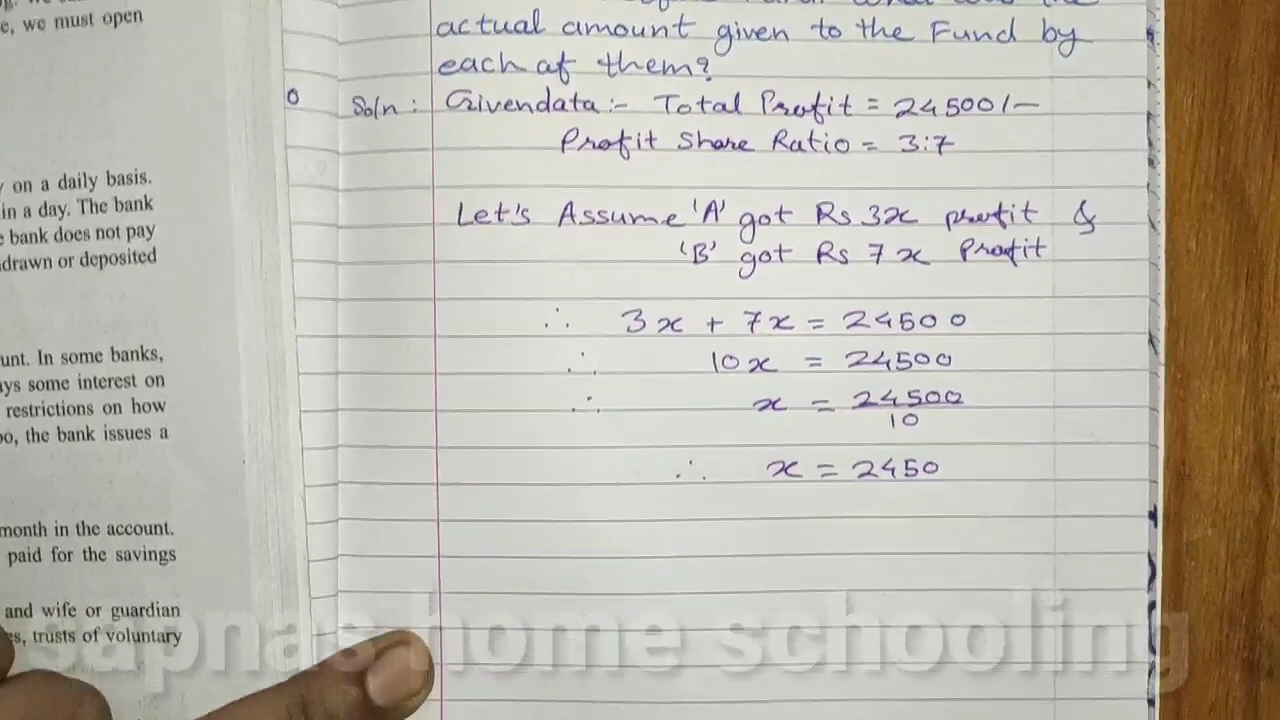 e, we must open
actual amount given to the Fund by
each of them?
Soln: Givendata:- Total Profit = 24500/-
Profit Share Ratio = 3:7
Let's Assume 'A' got Rs 3x profit &
'B' got Rs 7x Profit
∴ 3x + 7x = 24500
∴ 10x = 24500
∴ x = 24500
10
∴ x = 2450
y on a daily basis.
in a day. The bank
e bank does not pay
drawn or deposited
unt. In some banks,
ays some interest on
restrictions on how
oo, the bank issues a
month in the account.
paid for the savings
and wife or guardian
es, trusts of voluntary
sapnas home schooling